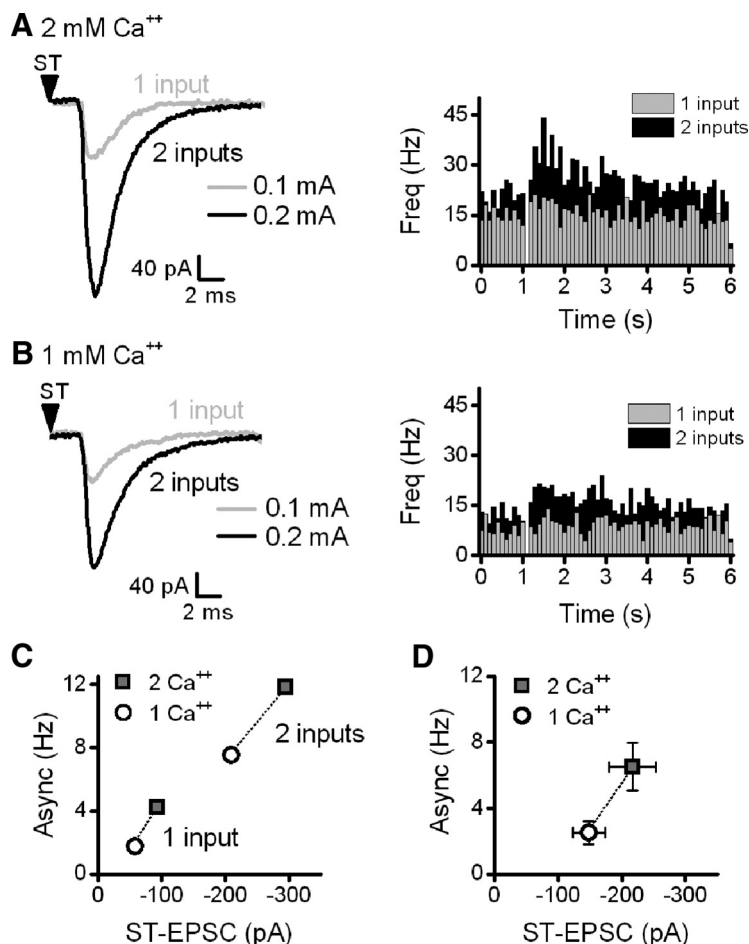 A 2 mM Ca++
ST
1 input
2 inputs
0.1 mA
0.2 mA
40 pA
2 ms
1 input
2 inputs
Freq (Hz)
45
30
15
0
0 1 2 3 4 5 6
Time (s)
B 1 mM Ca++
ST
1 input
2 inputs
0.1 mA
0.2 mA
40 pA
2 ms
1 input
2 inputs
Freq (Hz)
45
30
15
0
0 1 2 3 4 5 6
Time (s)
C
2 Ca++
1 Ca++
Async (Hz)
12
8
4
0
2 inputs
1 input
0 -100 -200 -300
ST-EPSC (pA)
D
2 Ca++
1 Ca++
Async (Hz)
12
8
4
0
0 -100 -200 -300
ST-EPSC (pA)